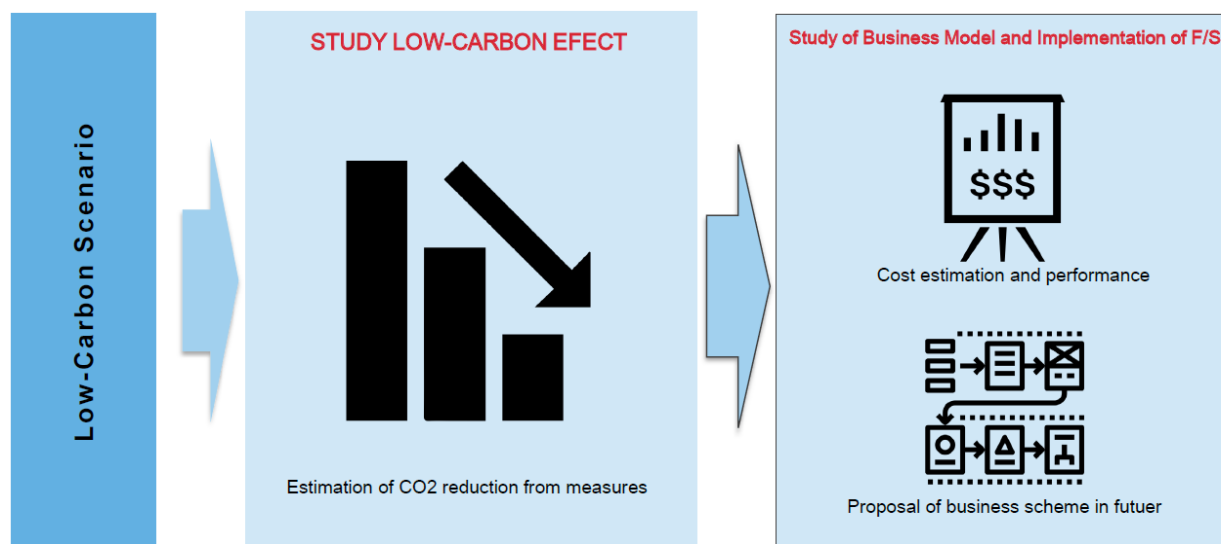 Low-Carbon Scenario
STUDY LOW-CARBON EFECT
Estimation of CO2 reduction from measures
Study of Business Model and Implementation of F/S
$$$
Cost estimation and performance
Proposal of business scheme in futuer